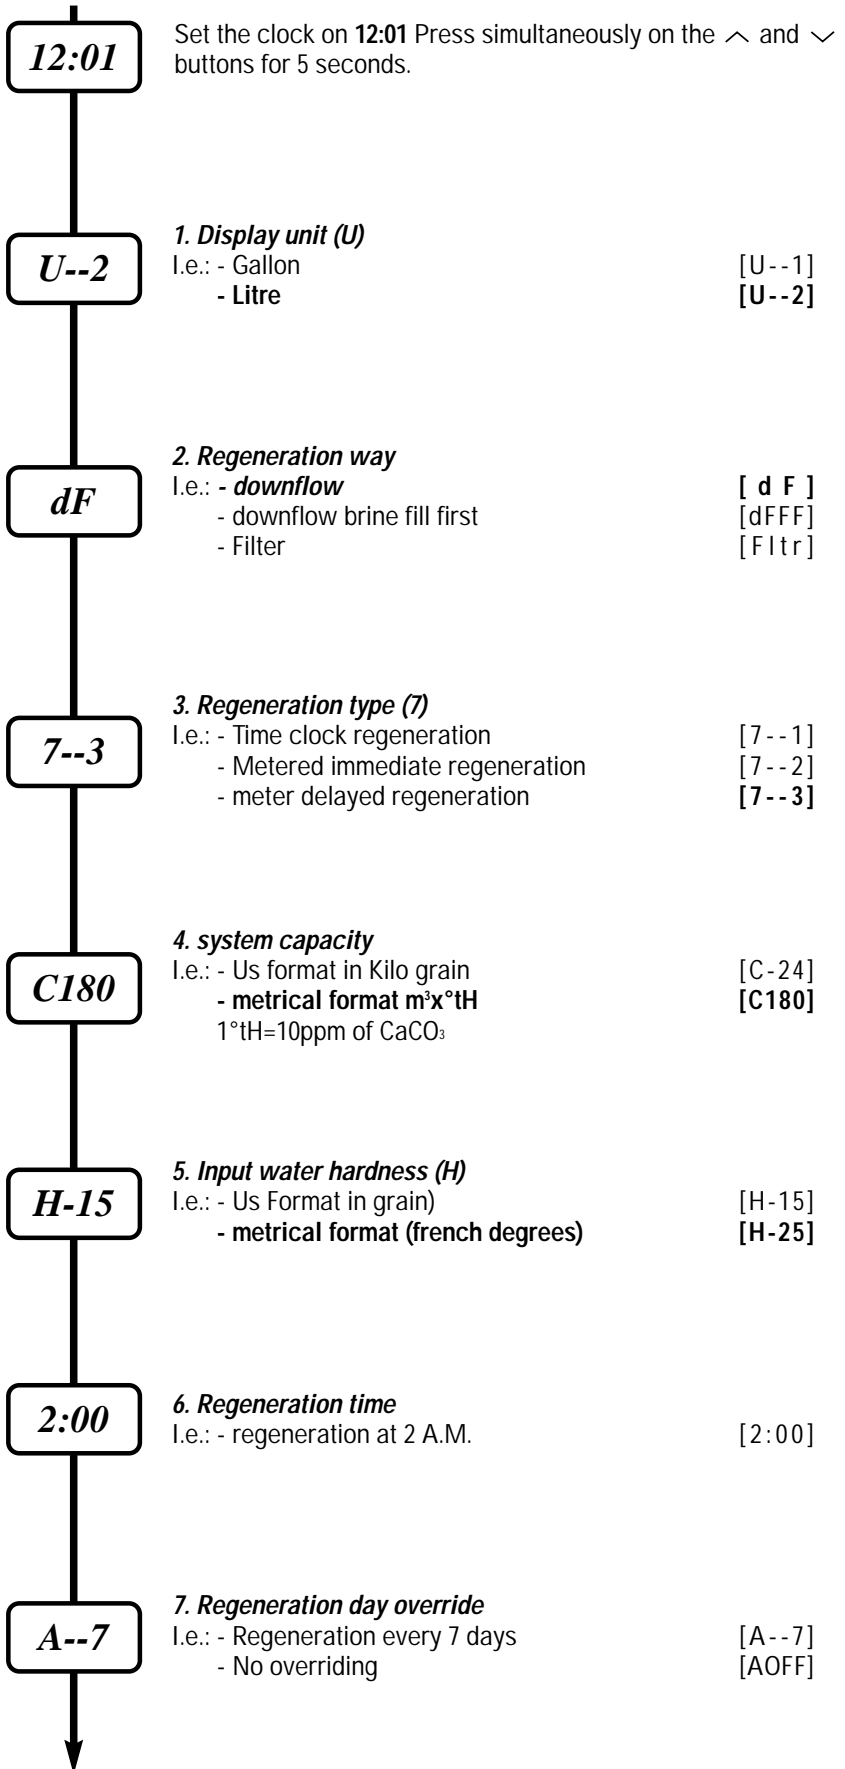 12:01
Set the clock on 12:01 Press simultaneously on the ︿ and ﹀
buttons for 5 seconds.
U--2
1. Display unit (U)
I.e.: - Gallon [U--1]
- Litre [U--2]
dF
2. Regeneration way
I.e.: - downflow [ d F ]
- downflow brine fill first [dFFF]
- Filter [Fltr]
7--3
3. Regeneration type (7)
I.e.: - Time clock regeneration [7--1]
- Metered immediate regeneration [7--2]
- meter delayed regeneration [7--3]
C180
4. system capacity
I.e.: - Us format in Kilo grain [C-24]
- metrical format m³x°tH [C180]
1°tH=10ppm of CaCO₃
H-15
5. Input water hardness (H)
I.e.: - Us Format in grain) [H-15]
- metrical format (french degrees) [H-25]
2:00
6. Regeneration time
I.e.: - regeneration at 2 A.M. [2:00]
A--7
7. Regeneration day override
I.e.: - Regeneration every 7 days [A--7]
- No overriding [AOFF]